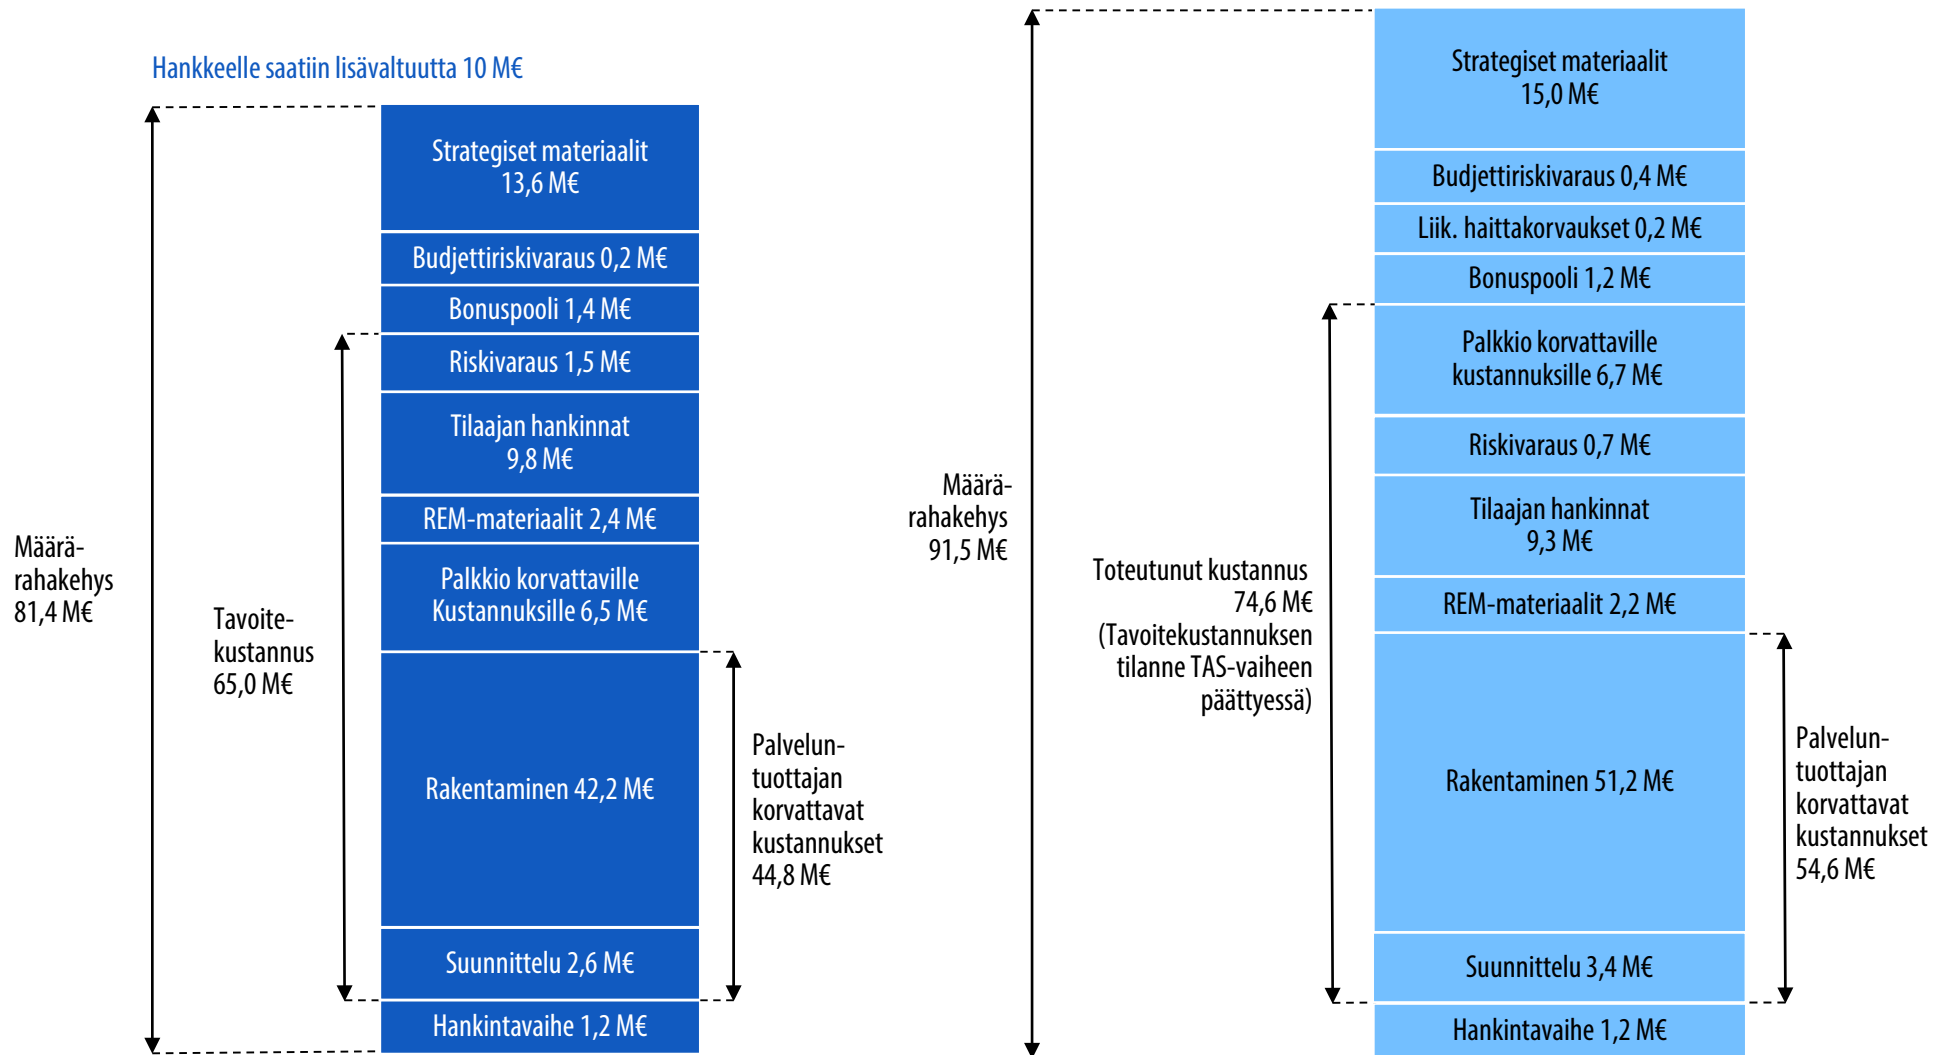 Hankkeelle saatiin lisävaltuutta 10 M€
Määrä-
rahakehys
81,4 M€
Tavoite-
kustannus
65,0 M€
Strategiset materiaalit
13,6 M€
Budjettiriskivaraus 0,2 M€
Bonuspooli 1,4 M€
Riskivaraus 1,5 M€
Tilaajan hankinnat
9,8 M€
REM-materiaalit 2,4 M€
Palkkio korvattaville
Kustannuksille 6,5 M€
Rakentaminen 42,2 M€
Suunnittelu 2,6 M€
Hankintavaihe 1,2 M€
Palvelun-
tuottajan
korvattavat
kustannukset
44,8 M€
Määrä-
rahakehys
91,5 M€
Toteutunut kustannus
74,6 M€
(Tavoitekustannuksen
tilanne TAS-vaiheen
päättyessä)
Strategiset materiaalit
15,0 M€
Budjettiriskivaraus 0,4 M€
Liik. haittakorvaukset 0,2 M€
Bonuspooli 1,2 M€
Palkkio korvattaville
kustannuksille 6,7 M€
Riskivaraus 0,7 M€
Tilaajan hankinnat
9,3 M€
REM-materiaalit 2,2 M€
Rakentaminen 51,2 M€
Suunnittelu 3,4 M€
Hankintavaihe 1,2 M€
Palvelun-
tuottajan
korvattavat
kustannukset
54,6 M€